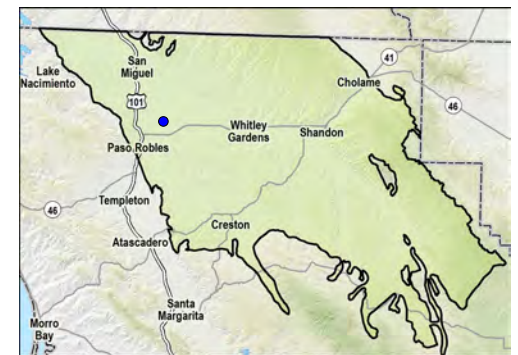 San
Miguel
Lake
Nacimiento
41
Cholame
101
46
Whitley
Gardens
Shandon
Paso Robles
Templeton
46
Creston
Atascadero
Santa
Margarita
Morro
Bay